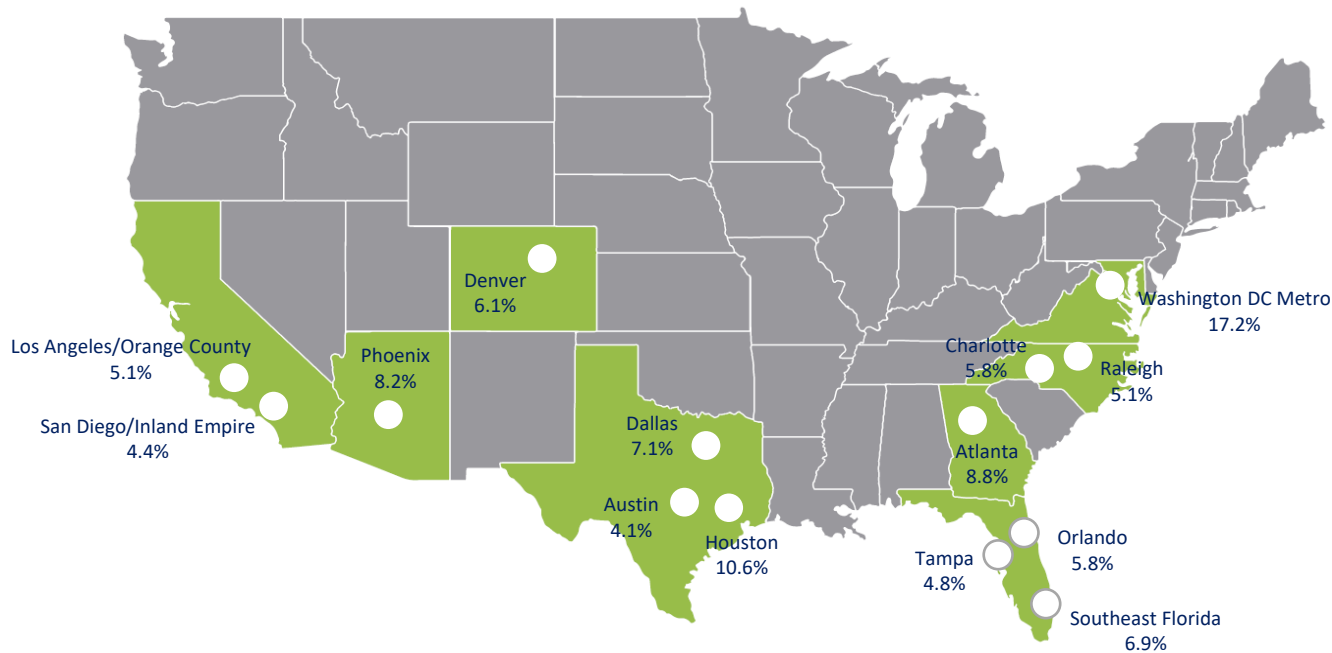 Denver
6.1%
Washington DC Metro
17.2%
Los Angeles/Orange County
5.1%
Phoenix
8.2%
Charlotte
5.8%
Raleigh
5.1%
San Diego/Inland Empire
4.4%
Dallas
7.1%
Atlanta
8.8%
Austin
4.1%
Houston
10.6%
Orlando
5.8%
Tampa
4.8%
Southeast Florida
6.9%